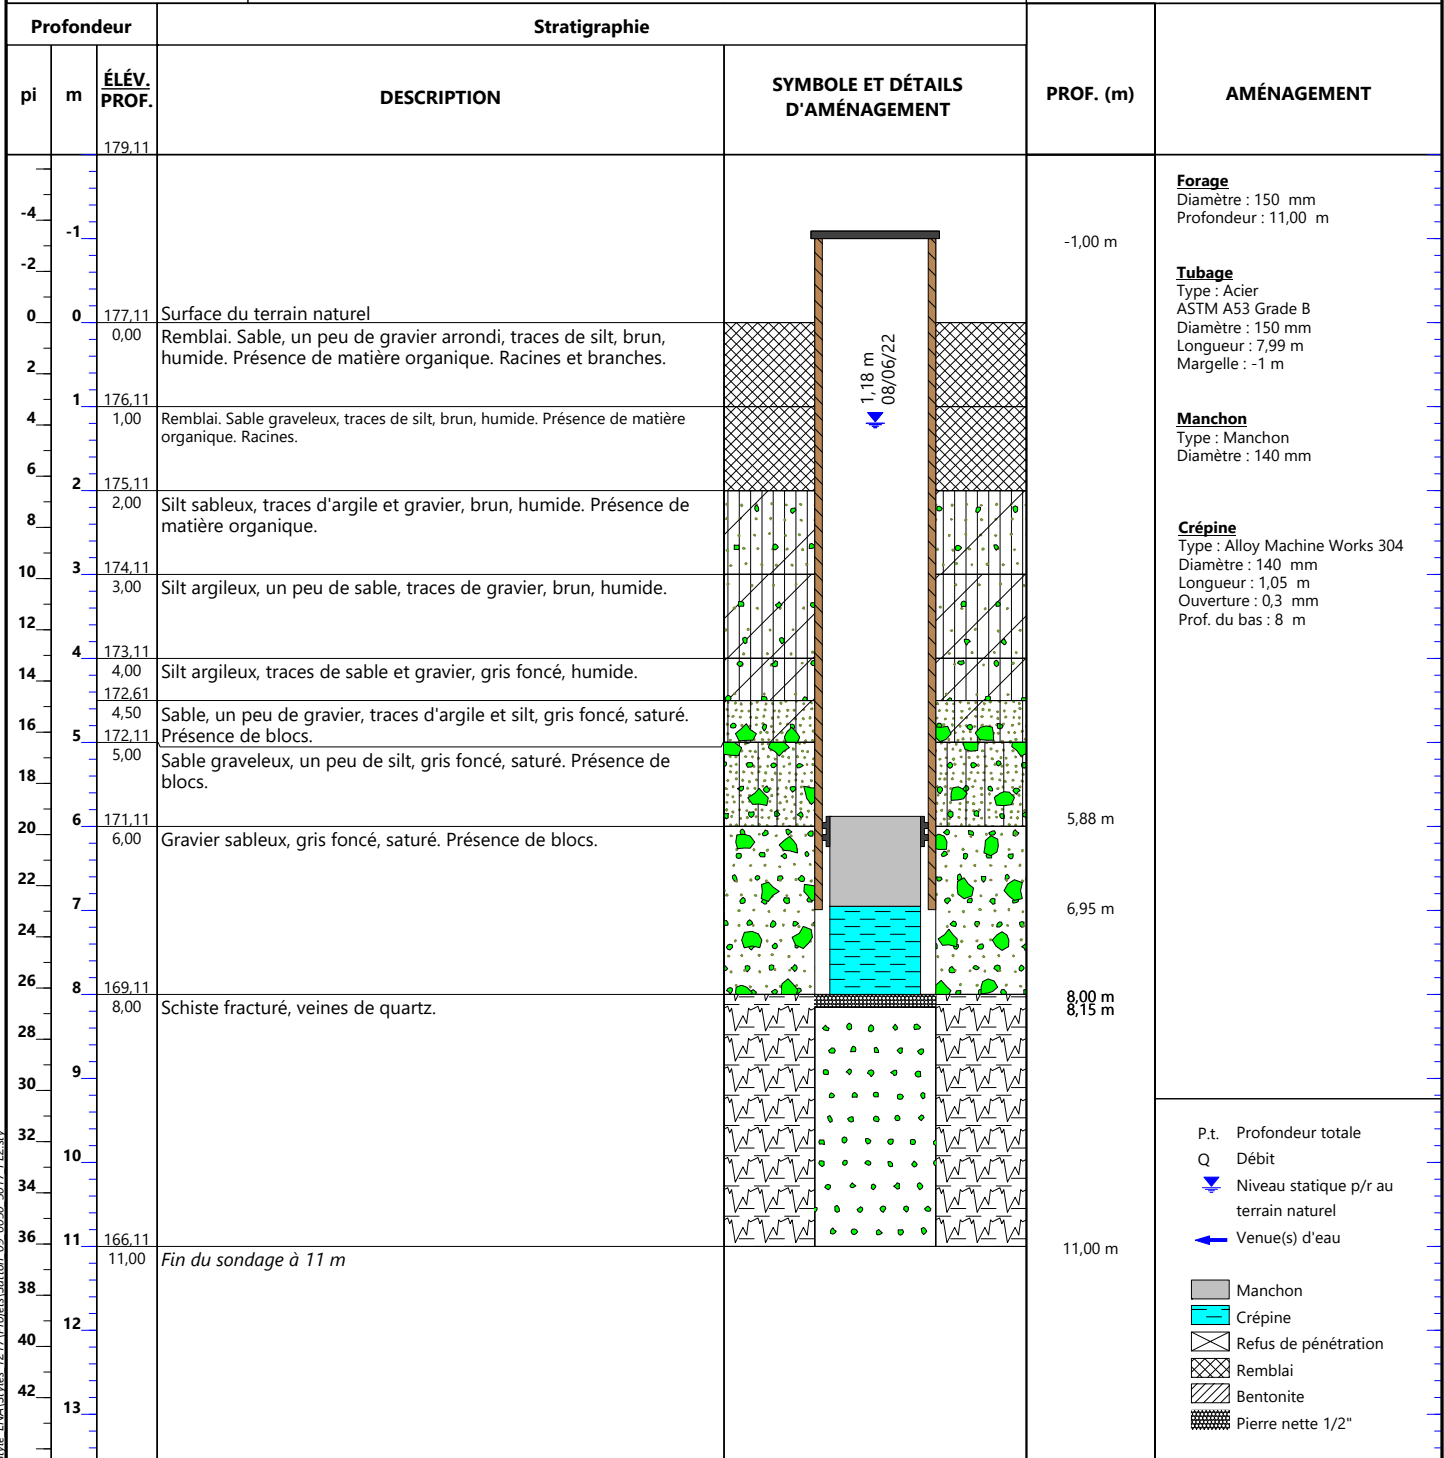 Profondeur
Stratigraphie
pi
m
ÉLÉV.
PROF.
DESCRIPTION
SYMBOLE ET DÉTAILS
D'AMÉNAGEMENT
PROF. (m)
AMÉNAGEMENT
179,11
-4
-2
0
2
4
6
8
10
12
14
16
18
20
22
24
26
28
30
32
34
36
38
40
42
-1
0
1
2
3
4
5
6
7
8
9
10
11
12
13
177,11 Surface du terrain naturel
0,00 Remblai. Sable, un peu de gravier arrondi, traces de silt, brun,
humide. Présence de matière organique. Racines et branches.
176,11
1,00 Remblai. Sable graveleux, traces de silt, brun, humide. Présence de matière
organique. Racines.
175,11
2,00 Silt sableux, traces d'argile et gravier, brun, humide. Présence de
matière organique.
174,11
3,00 Silt argileux, un peu de sable, traces de gravier, brun, humide.
173,11
4,00 Silt argileux, traces de sable et gravier, gris foncé, humide.
172,61
4,50 Sable, un peu de gravier, traces d'argile et silt, gris foncé, saturé.
172,11 Présence de blocs.
5,00 Sable graveleux, un peu de silt, gris foncé, saturé. Présence de
blocs.
171,11
6,00 Gravier sableux, gris foncé, saturé. Présence de blocs.
169,11
8,00 Schiste fracturé, veines de quartz.
166,11
11,00 Fin du sondage à 11 m
1,18 m
08/06/22
-1,00 m
5,88 m
6,95 m
8,00 m
8,15 m
11,00 m
Forage
Diamètre : 150 mm
Profondeur : 11,00 m
Tubage
Type : Acier
ASTM A53 Grade B
Diamètre : 150 mm
Longueur : 7,99 m
Margelle : -1 m
Manchon
Type : Manchon
Diamètre : 140 mm
Crépine
Type : Alloy Machine Works 304
Diamètre : 140 mm
Longueur : 1,05 m
Ouverture : 0,3 mm
Prof. du bas : 8 m
P.t. Profondeur totale
Q Débit
Niveau statique p/r au
terrain naturel
Venue(s) d'eau
Manchon
Crépine
Refus de pénétration
Remblai
Bentonite
Pierre nette 1/2"